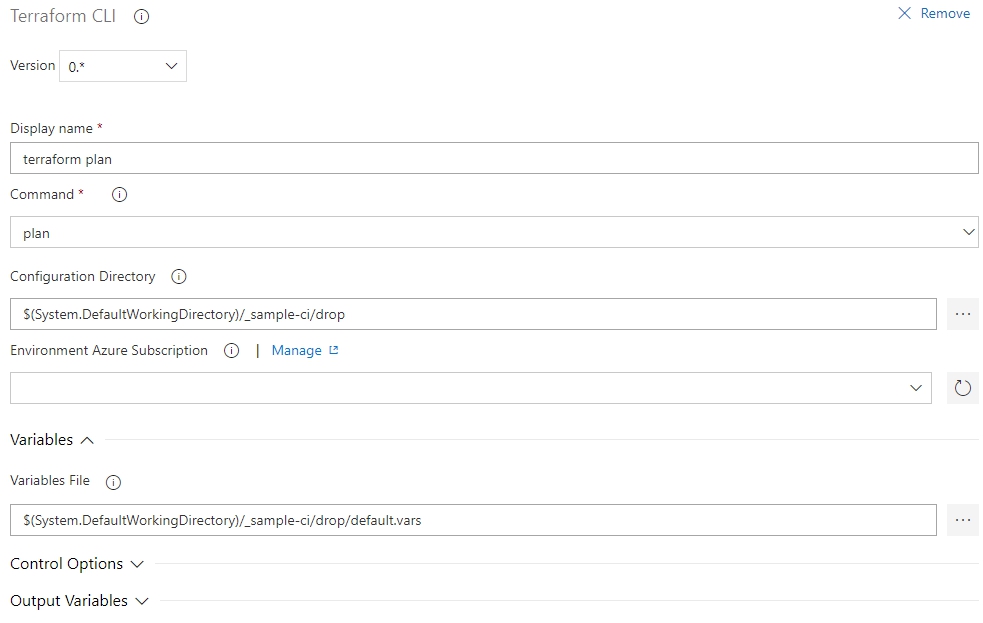 Terraform CLI
Remove
Version 0.*
Display name *
terraform plan
Command *
plan
Configuration Directory
$(System.DefaultWorkingDirectory)/_sample-ci/drop
Environment Azure Subscription | Manage
Variables
Variables File
$(System.DefaultWorkingDirectory)/_sample-ci/drop/default.vars
Control Options
Output Variables